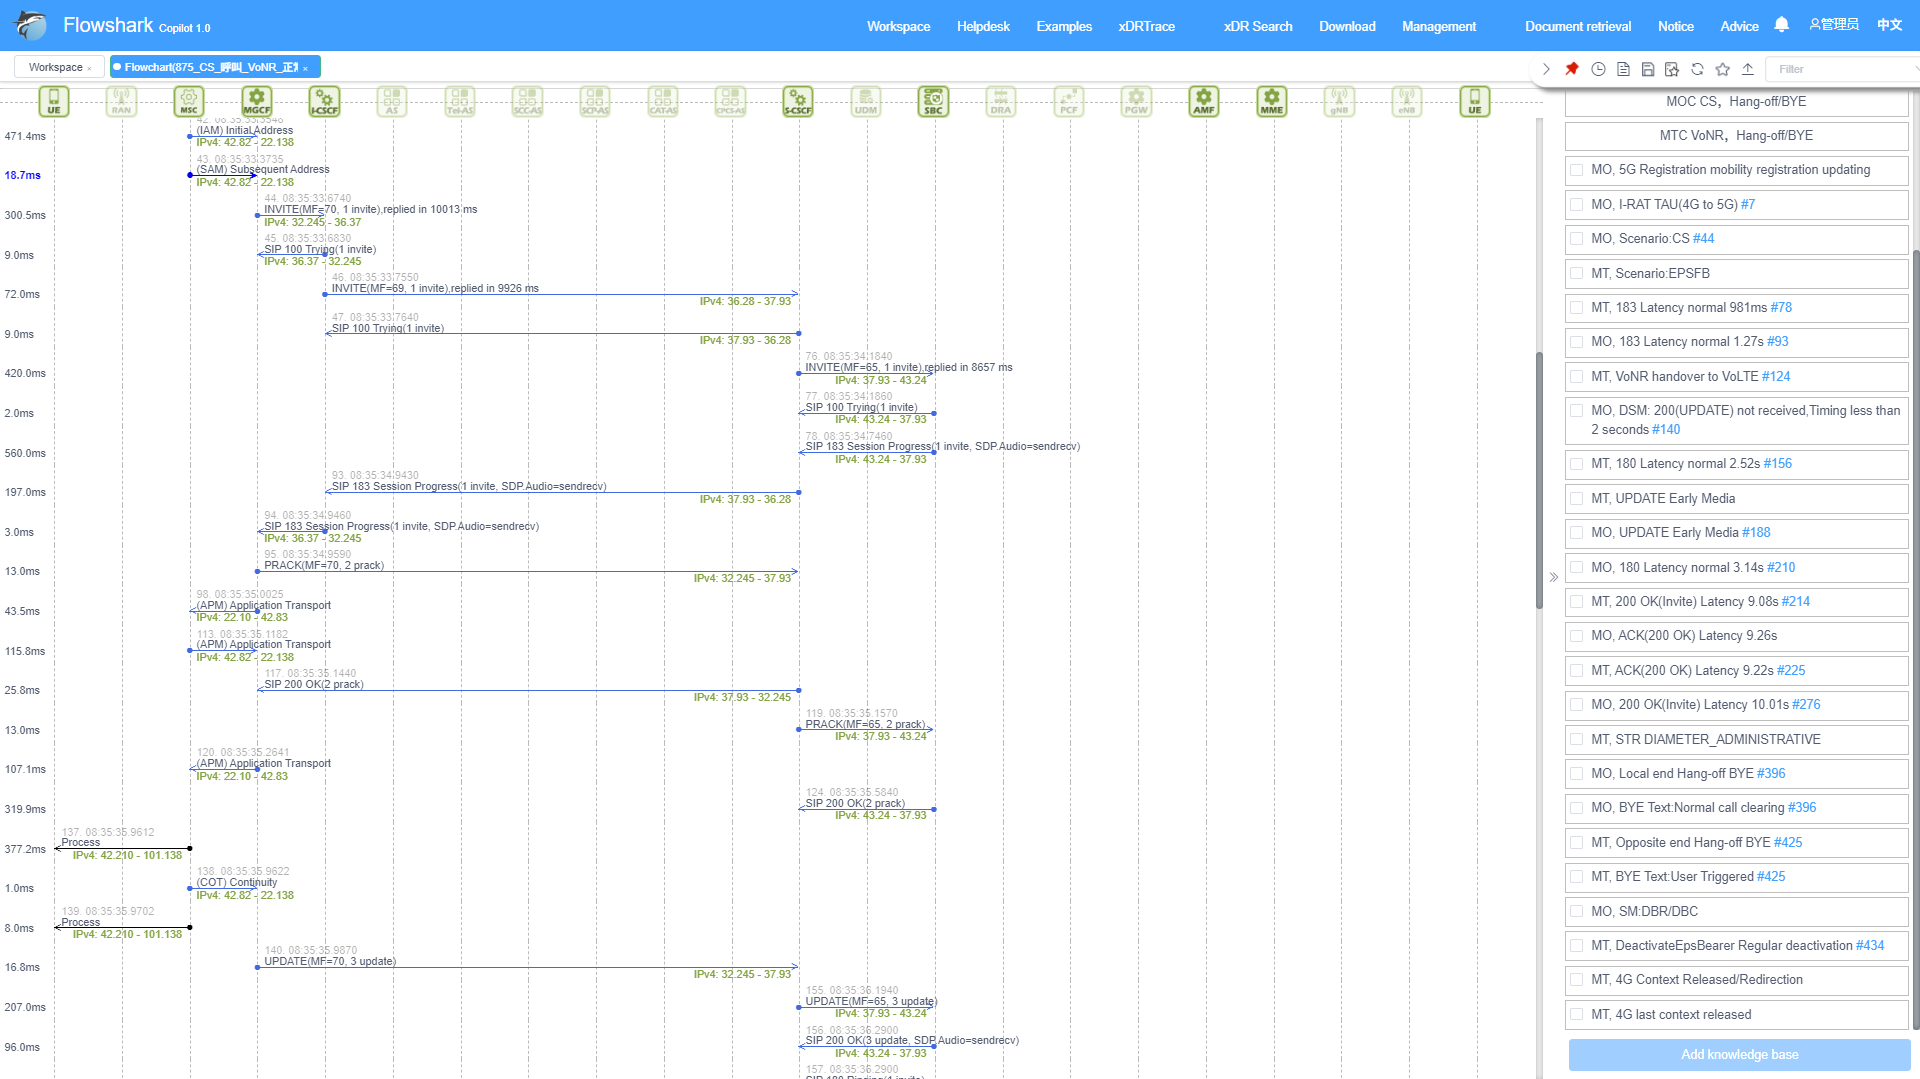 Flowshark Copilot 1.0
Workspace Helpdesk Examples xDRTrace xDR Search Download Management Document retrieval Notice Advice 管理员 中文
Workspace ×
Flowchart(875_CS_呼叫_VoNR_正常 ×
Filter
UE RAN MSC MGCF I-CSCF AS Tel-AS SCC-AS SCP-AS CAT-AS CPCS-AS S-CSCF UDM SBC DRA PCF PGW AMF MME gNB eNB UE
42. 08:35:33.3548
471.4ms
(IAM) Initial Address
IPv4: 42.82 - 22.138
43. 08:35:33.3735
18.7ms
(SAM) Subsequent Address
IPv4: 42.82 - 22.138
44. 08:35:33.6740
300.5ms
INVITE(MF=70, 1 invite),replied in 10013 ms
IPv4: 32.245 - 36.37
45. 08:35:33.6830
9.0ms
SIP 100 Trying(1 invite)
IPv4: 36.37 - 32.245
46. 08:35:33.7550
72.0ms
INVITE(MF=69, 1 invite),replied in 9926 ms
IPv4: 36.28 - 37.93
47. 08:35:33.7640
9.0ms
SIP 100 Trying(1 invite)
IPv4: 37.93 - 36.28
76. 08:35:34.1840
420.0ms
INVITE(MF=65, 1 invite),replied in 8657 ms
IPv4: 37.93 - 43.24
77. 08:35:34.1860
2.0ms
SIP 100 Trying(1 invite)
IPv4: 43.24 - 37.93
78. 08:35:34.7460
560.0ms
SIP 183 Session Progress(1 invite, SDP.Audio=sendrecv)
IPv4: 43.24 - 37.93
93. 08:35:34.9430
197.0ms
SIP 183 Session Progress(1 invite, SDP.Audio=sendrecv)
IPv4: 37.93 - 36.28
94. 08:35:34.9460
3.0ms
SIP 183 Session Progress(1 invite, SDP.Audio=sendrecv)
IPv4: 36.37 - 32.245
95. 08:35:34.9590
13.0ms
PRACK(MF=70, 2 prack)
IPv4: 32.245 - 37.93
98. 08:35:35.0025
43.5ms
(APM) Application Transport
IPv4: 22.10 - 42.83
113. 08:35:35.1182
115.8ms
(APM) Application Transport
IPv4: 42.82 - 22.138
117. 08:35:35.1440
25.8ms
SIP 200 OK(2 prack)
IPv4: 37.93 - 32.245
119. 08:35:35.1570
13.0ms
PRACK(MF=65, 2 prack)
IPv4: 37.93 - 43.24
120. 08:35:35.2641
107.1ms
(APM) Application Transport
IPv4: 22.10 - 42.83
124. 08:35:35.5840
319.9ms
SIP 200 OK(2 prack)
IPv4: 43.24 - 37.93
137. 08:35:35.9612
377.2ms
Process
IPv4: 42.210 - 101.138
138. 08:35:35.9622
1.0ms
(COT) Continuity
IPv4: 42.82 - 22.138
139. 08:35:35.9702
8.0ms
Process
IPv4: 42.210 - 101.138
140. 08:35:35.9870
16.8ms
UPDATE(MF=70, 3 update)
IPv4: 32.245 - 37.93
155. 08:35:36.1940
207.0ms
UPDATE(MF=65, 3 update)
IPv4: 37.93 - 43.24
156. 08:35:36.2900
96.0ms
SIP 200 OK(3 update, SDP.Audio=sendrecv)
IPv4: 43.24 - 37.93
157. 08:35:36.2900
SIP 180 Ringing(1 invite)
MOC CS，Hang-off/BYE
MTC VoNR，Hang-off/BYE
MO, 5G Registration mobility registration updating
MO, I-RAT TAU(4G to 5G) #7
MO, Scenario:CS #44
MT, Scenario:EPSFB
MT, 183 Latency normal 981ms #78
MO, 183 Latency normal 1.27s #93
MT, VoNR handover to VoLTE #124
MO, DSM: 200(UPDATE) not received,Timing less than
2 seconds #140
MT, 180 Latency normal 2.52s #156
MT, UPDATE Early Media
MO, UPDATE Early Media #188
MO, 180 Latency normal 3.14s #210
MT, 200 OK(Invite) Latency 9.08s #214
MO, ACK(200 OK) Latency 9.26s
MT, ACK(200 OK) Latency 9.22s #225
MO, 200 OK(Invite) Latency 10.01s #276
MT, STR DIAMETER_ADMINISTRATIVE
MO, Local end Hang-off BYE #396
MO, BYE Text:Normal call clearing #396
MT, Opposite end Hang-off BYE #425
MT, BYE Text:User Triggered #425
MO, SM:DBR/DBC
MT, DeactivateEpsBearer Regular deactivation #434
MT, 4G Context Released/Redirection
MT, 4G last context released
Add knowledge base